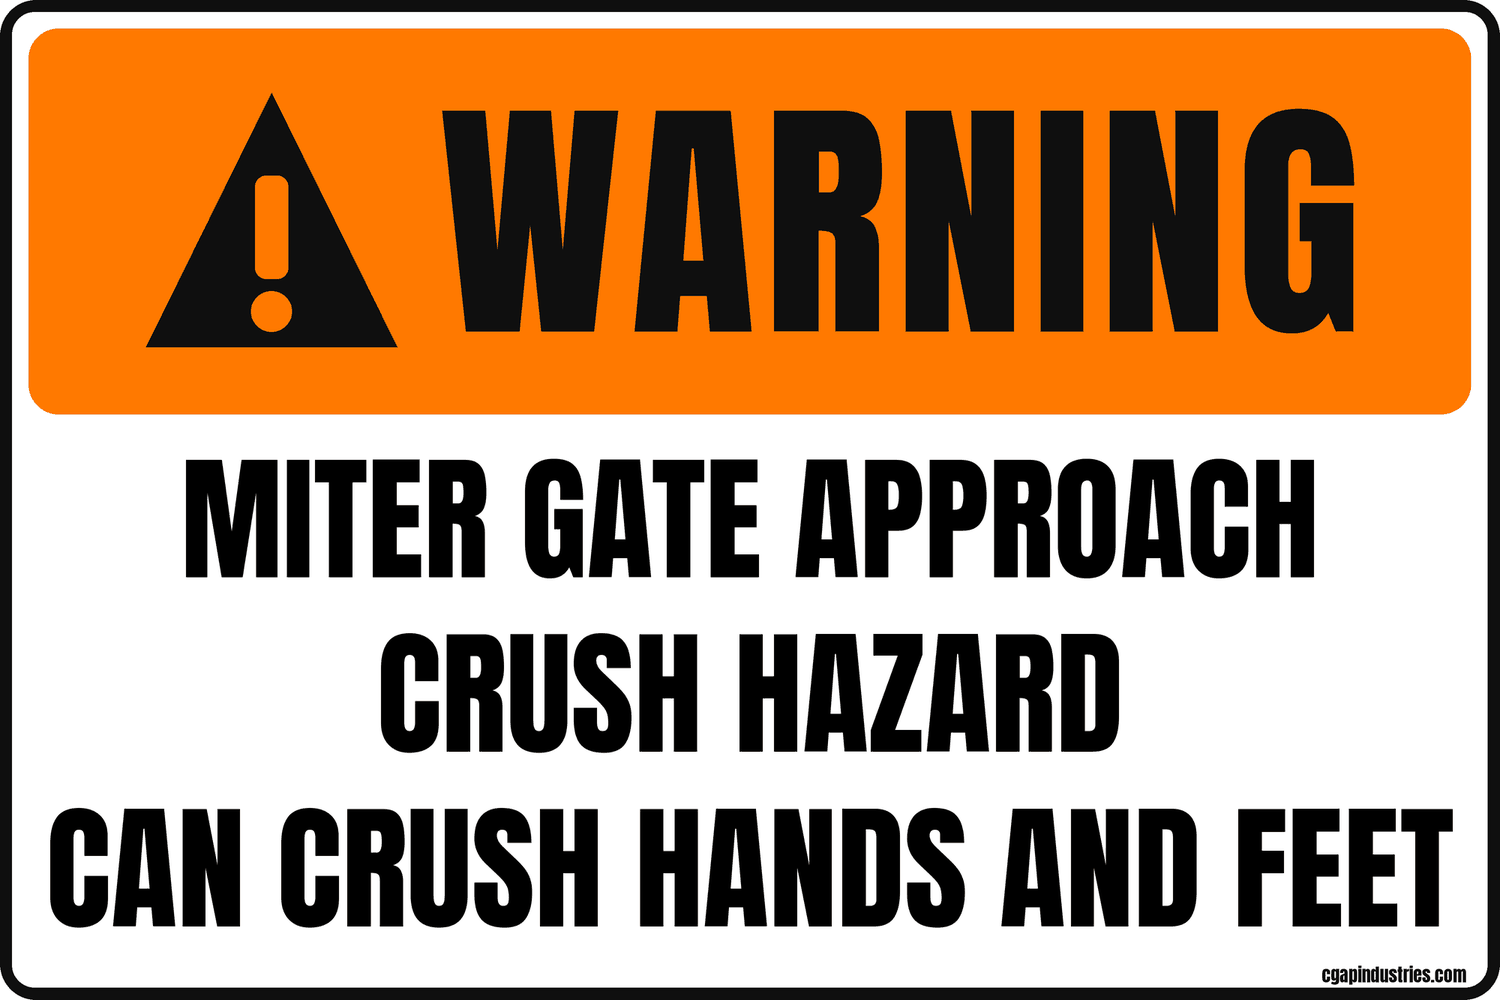 WARNING
MITER GATE APPROACH
CRUSH HAZARD
CAN CRUSH HANDS AND FEET
cgapindustries.com